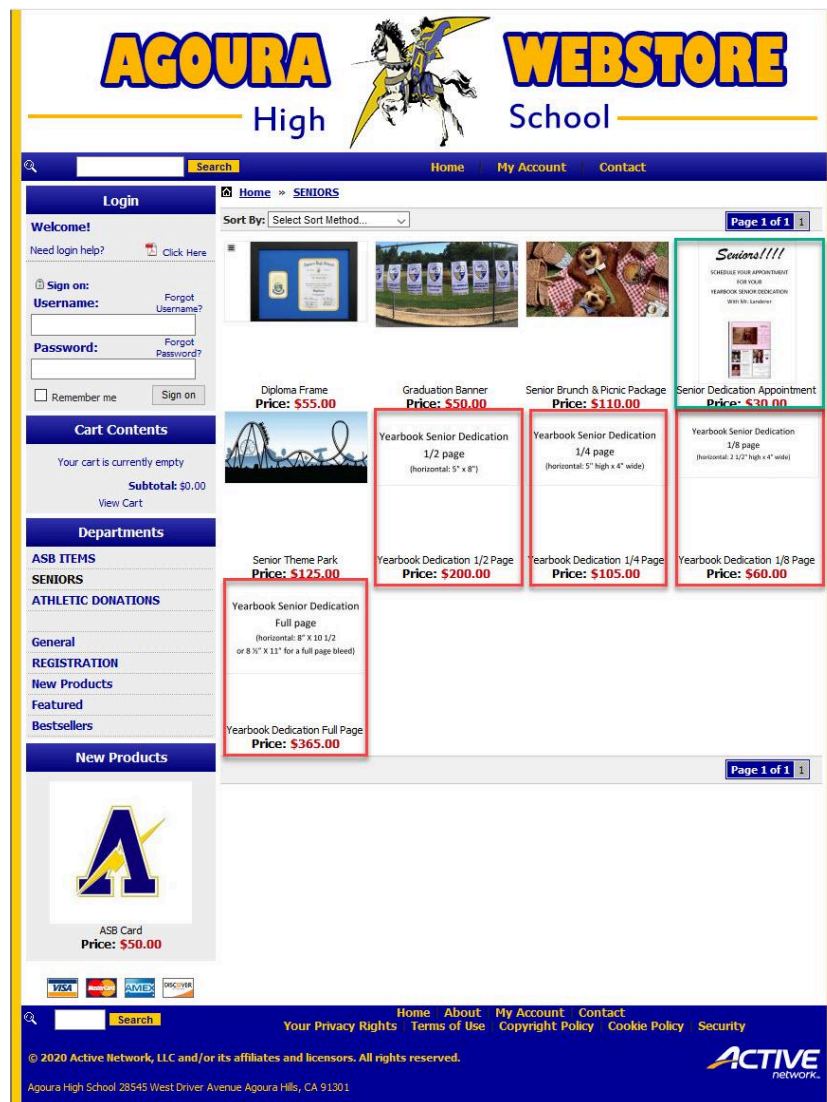 AGOURA WEBSTORE
High School
Search
Home My Account Contact
Login
Welcome!
Need login help? Click Here
Sign on:
Username: Forgot Username?
Password: Forgot Password?
Remember me Sign on
Cart Contents
Your cart is currently empty
Subtotal: $0.00
View Cart
Departments
ASB ITEMS
SENIORS
ATHLETIC DONATIONS
General
REGISTRATION
New Products
Featured
Bestsellers
New Products
A
ASB Card
Price: $50.00
VISA MasterCard AMEX DISCOVER
Home » SENIORS
Sort By: Select Sort Method...
Page 1 of 1 1
Diploma Frame
Price: $55.00
Graduation Banner
Price: $50.00
Senior Brunch & Picnic Package
Price: $110.00
Seniors!!!!
SCHEDULE YOUR APPOINTMENT
FOR YOUR
YEARBOOK SENIOR DEDICATION
With Mr. Landerer
Senior Dedication Appointment
Price: $30.00
Senior Theme Park
Price: $125.00
Yearbook Senior Dedication
1/2 page
(horizontal: 5" x 8")
Yearbook Dedication 1/2 Page
Price: $200.00
Yearbook Senior Dedication
1/4 page
(horizontal: 5" high x 4" wide)
Yearbook Dedication 1/4 Page
Price: $105.00
Yearbook Senior Dedication
1/8 page
(horizontal: 2 1/2" high x 4" wide)
Yearbook Dedication 1/8 Page
Price: $60.00
Yearbook Senior Dedication
Full page
(horizontal: 8" X 10 1/2
or 8 ½" X 11" for a full page bleed)
Yearbook Dedication Full Page
Price: $365.00
Page 1 of 1 1
Search
Home About My Account Contact
Your Privacy Rights Terms of Use Copyright Policy Cookie Policy Security
© 2020 Active Network, LLC and/or its affiliates and licensors. All rights reserved.
ACTIVE
network.
Agoura High School 28545 West Driver Avenue Agoura Hills, CA 91301